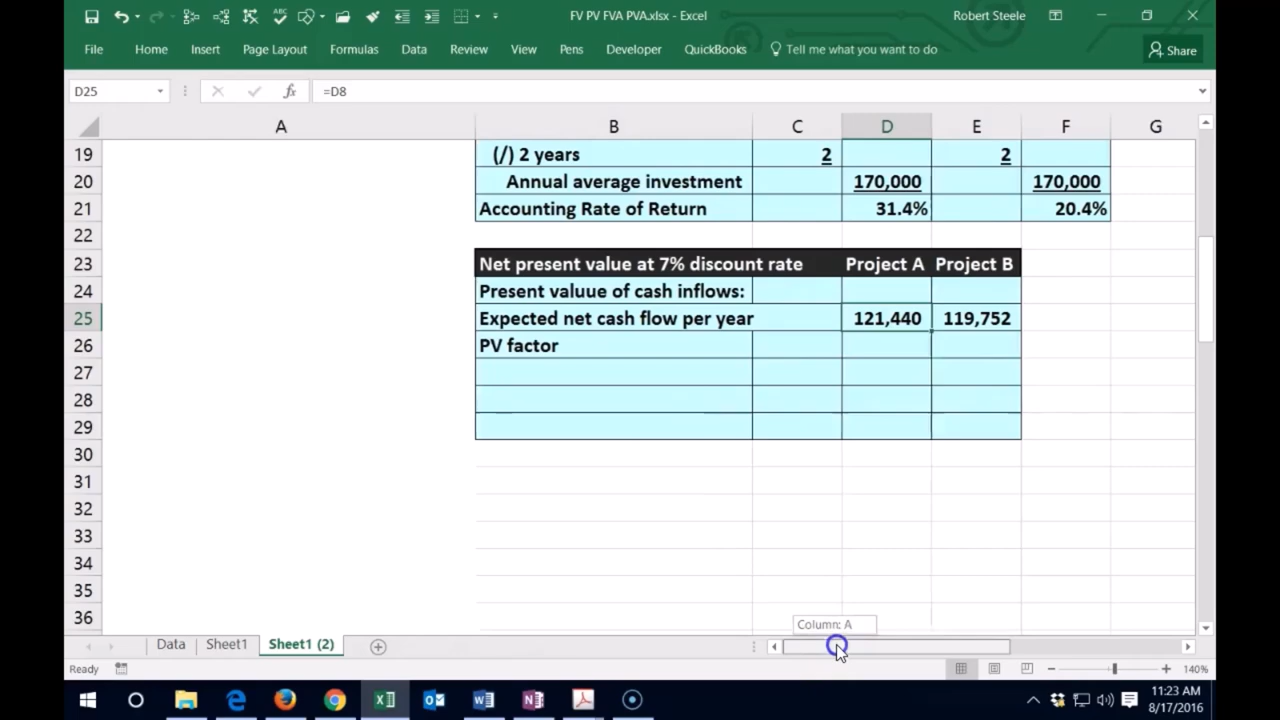 FV PV FVA PVA.xlsx - Excel
Robert Steele
File Home Insert Page Layout Formulas Data Review View Pens Developer QuickBooks Tell me what you want to do Share
D25 fx =D8
A B C D E F G
19 (/) 2 years 2 2
20 Annual average investment 170,000 170,000
21 Accounting Rate of Return 31.4% 20.4%
22
23 Net present value at 7% discount rate Project A Project B
24 Present valuue of cash inflows:
25 Expected net cash flow per year 121,440 119,752
26 PV factor
27
28
29
30
31
32
33
34
35
36
Column: A
Data Sheet1 Sheet1 (2)
Ready 140%
11:23 AM
8/17/2016